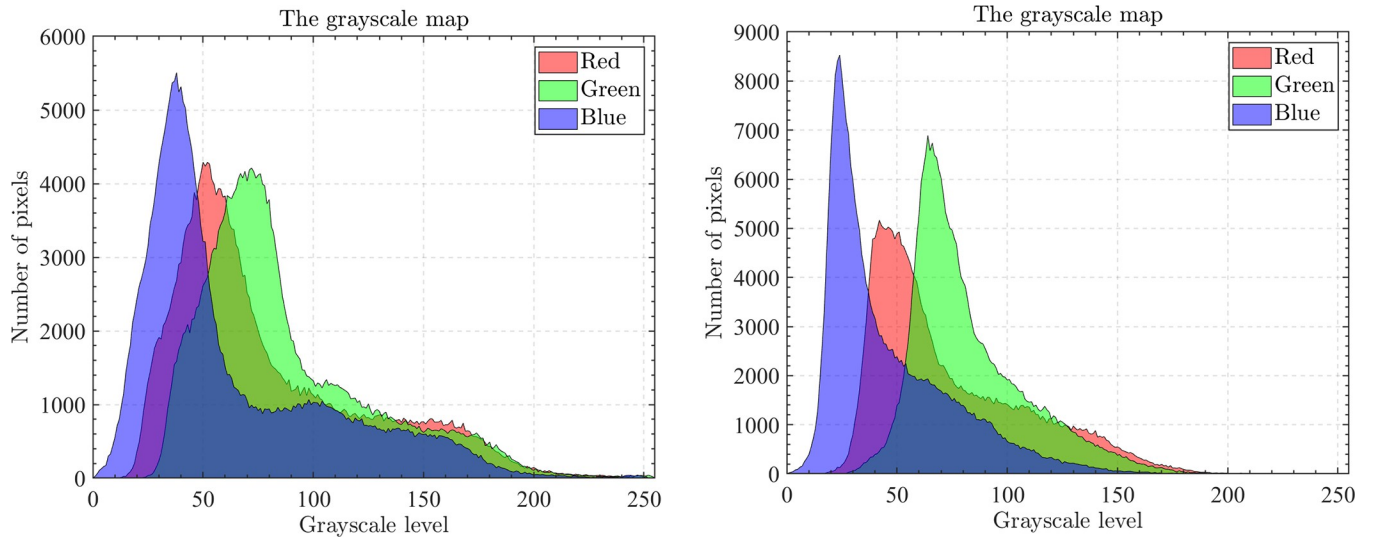 The grayscale map
6000
5000
4000
3000
2000
1000
0
Number of pixels
Red
Green
Blue
0 50 100 150 200 250
Grayscale level
The grayscale map
9000
8000
7000
6000
5000
4000
3000
2000
1000
0
Number of pixels
Red
Green
Blue
0 50 100 150 200 250
Grayscale level